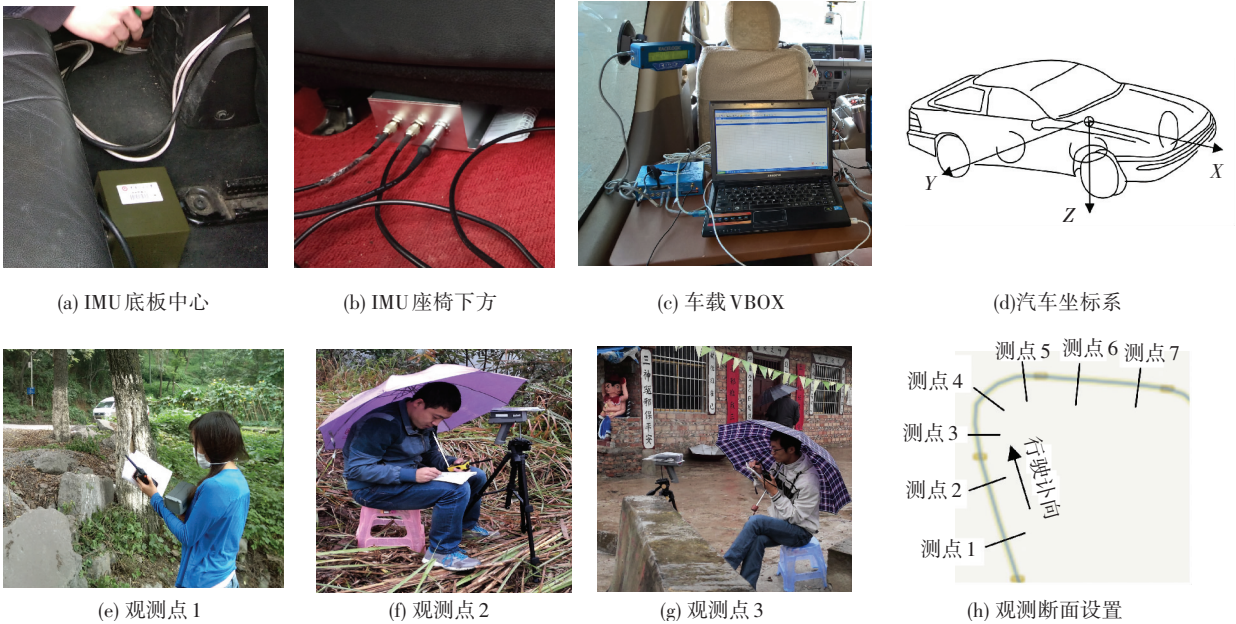 Y
X
Z
(a) IMU底板中心
(b) IMU座椅下方
(c) 车载VBOX
(d)汽车坐标系
测点5
测点6
测点7
测点4
测点3
测点2
测点1
行驶讣向
(e) 观测点1
(f) 观测点2
(g) 观测点3
(h) 观测断面设置